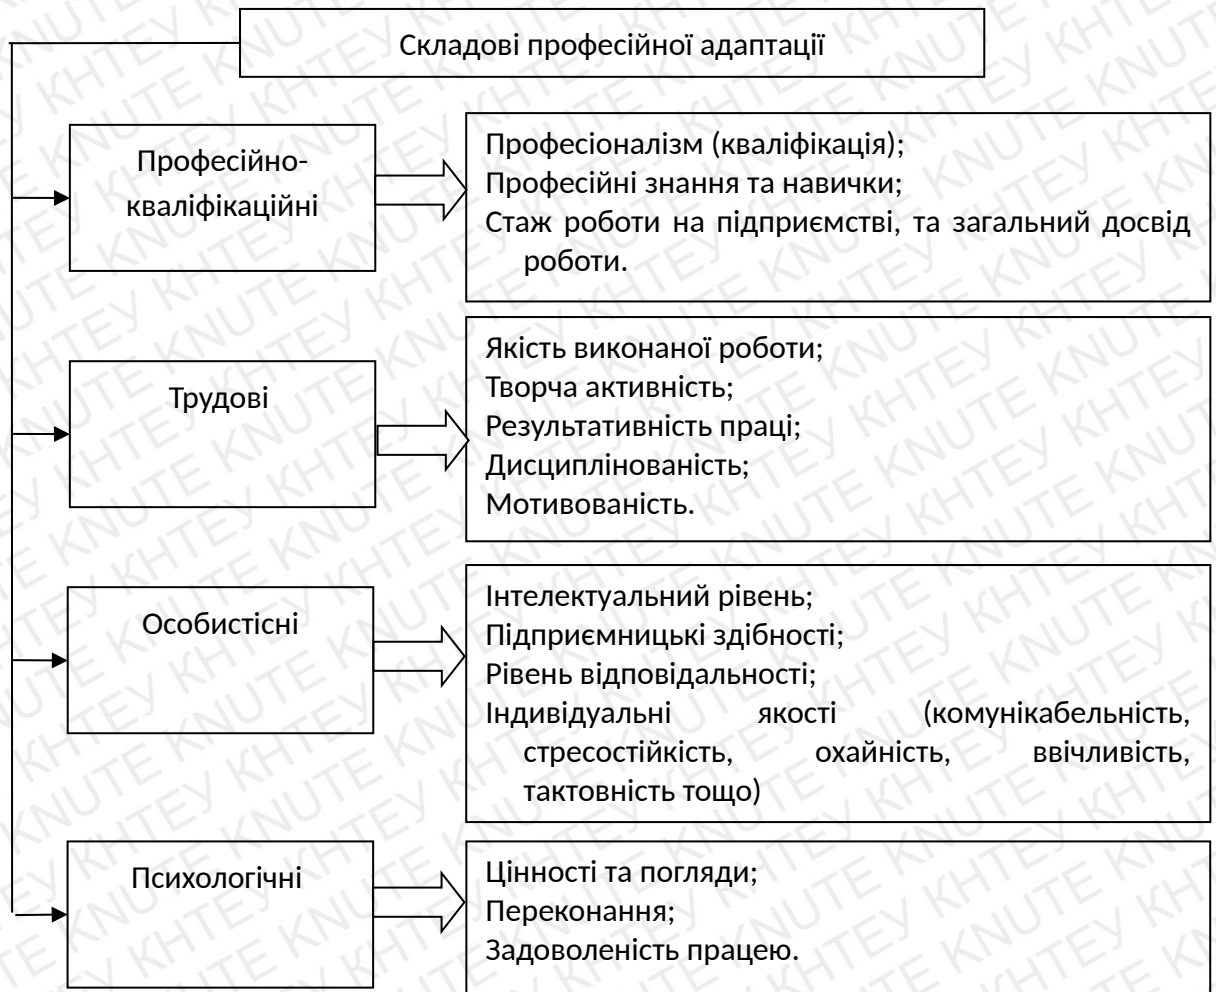 Складові професійної адаптації
Професійно-
кваліфікаційні
Професіоналізм (кваліфікація);
Професійні знання та навички;
Стаж роботи на підприємстві, та загальний досвід
роботи.
Трудові
Якість виконаної роботи;
Творча активність;
Результативність праці;
Дисциплінованість;
Мотивованість.
Особистісні
Інтелектуальний рівень;
Підприємницькі здібності;
Рівень відповідальності;
Індивідуальні якості (комунікабельність,
стресостійкість, охайність, ввічливість,
тактовність тощо)
Психологічні
Цінності та погляди;
Переконання;
Задоволеність працею.